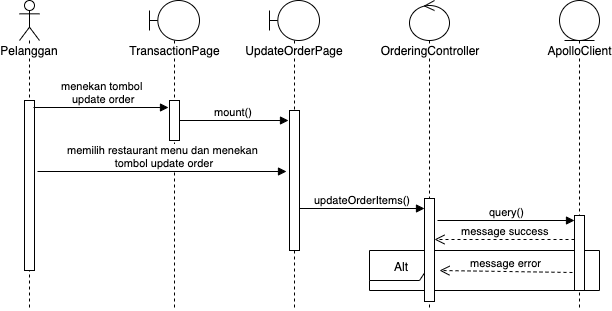 Pelanggan
TransactionPage
UpdateOrderPage
OrderingController
ApolloClient
menekan tombol
update order
mount()
memilih restaurant menu dan menekan
tombol update order
updateOrderItems()
query()
message success
Alt
message error